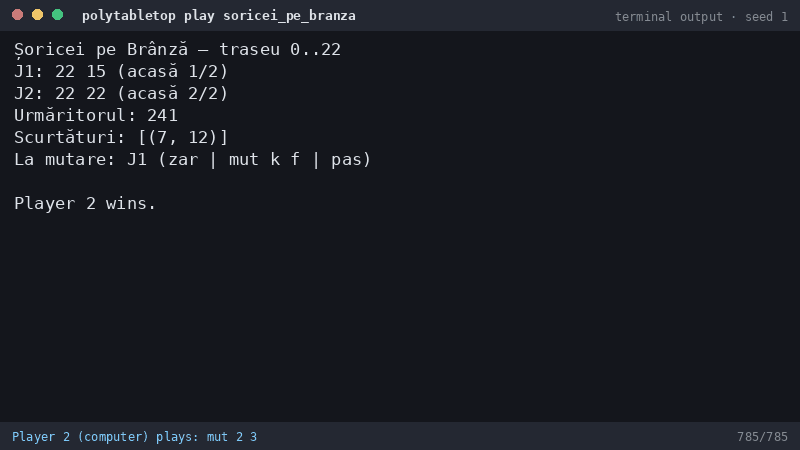 polytabletop play soricei_pe_branza
terminal output · seed 1
Șoricei pe Brânză — traseu 0..22
J1: 22 15 (acasă 1/2)
J2: 22 22 (acasă 2/2)
Urmăritorul: 241
Scurtături: [(7, 12)]
La mutare: J1 (zar | mut k f | pas)
Player 2 wins.
Player 2 (computer) plays: mut 2 3
785/785